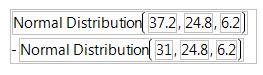 Normal Distribution(37.2, 24.8, 6.2)
- Normal Distribution(31, 24.8, 6.2)